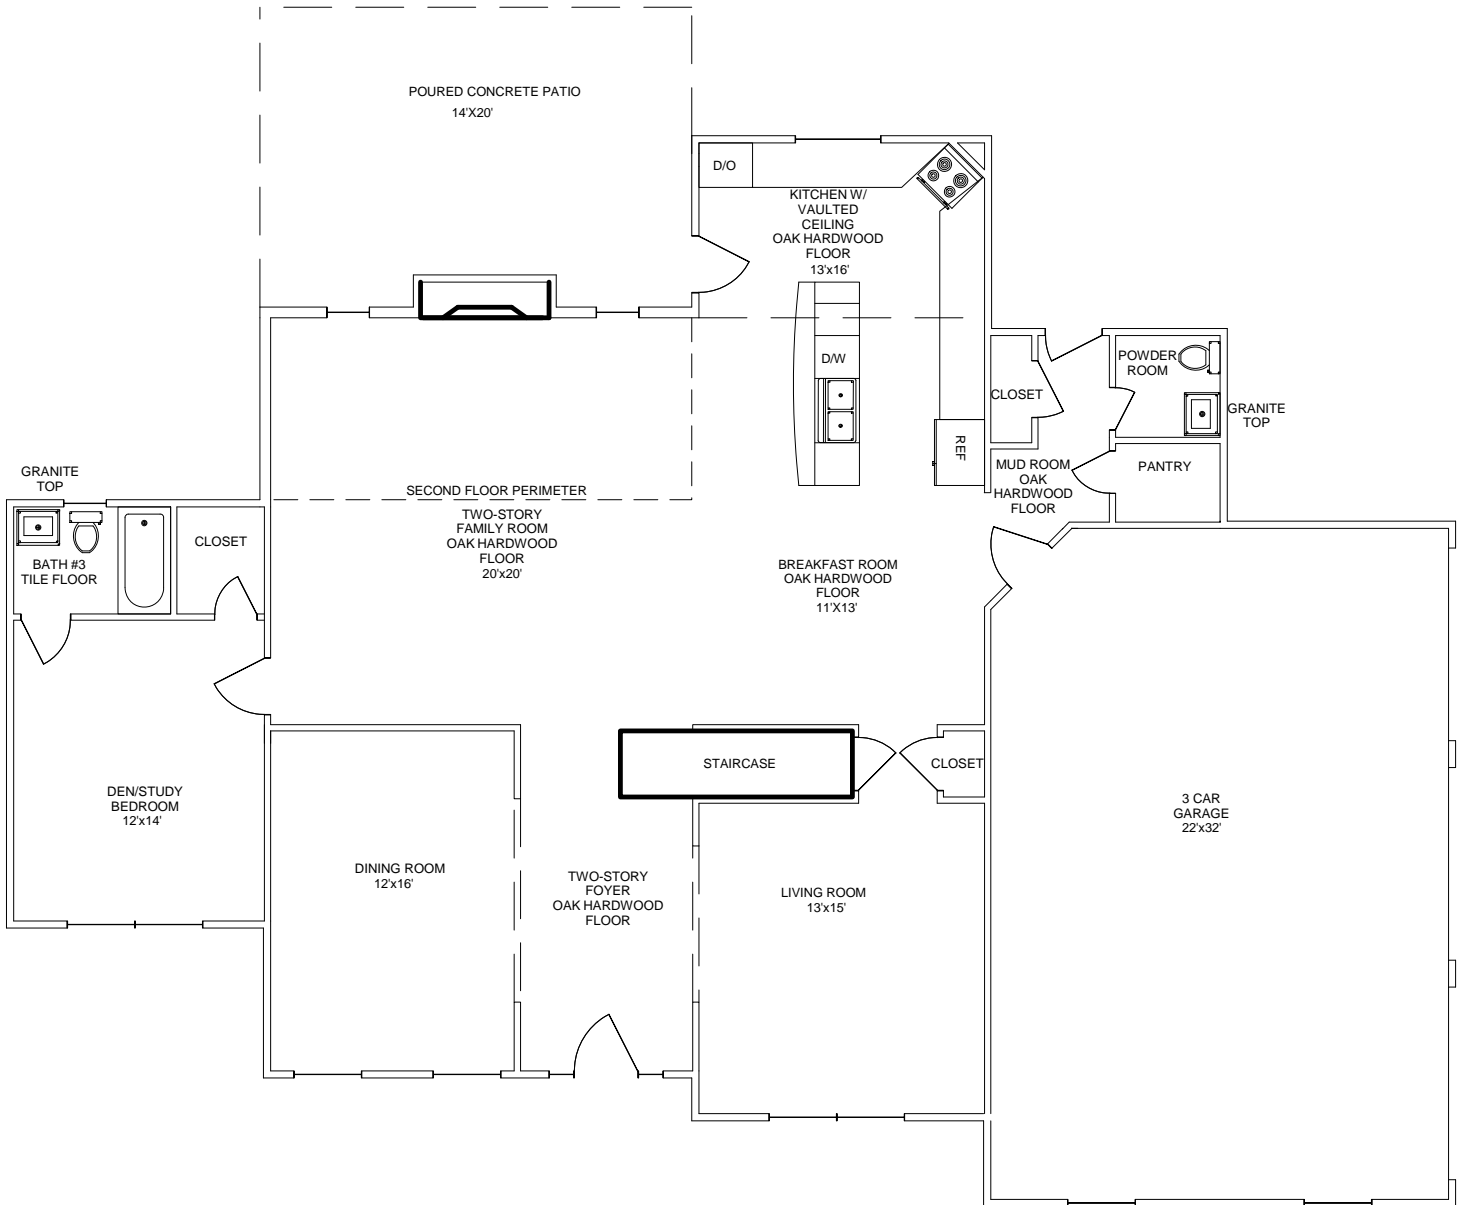 POURED CONCRETE PATIO
14'X20'
D/O
KITCHEN W/
VAULTED
CEILING
OAK HARDWOOD
FLOOR
13'x16'
D/W
CLOSET
POWDER
ROOM
GRANITE
TOP
REF
MUD ROOM
OAK
HARDWOOD
FLOOR
PANTRY
GRANITE
TOP
BATH #3
TILE FLOOR
CLOSET
SECOND FLOOR PERIMETER
TWO-STORY
FAMILY ROOM
OAK HARDWOOD
FLOOR
20'x20'
BREAKFAST ROOM
OAK HARDWOOD
FLOOR
11'X13'
STAIRCASE
CLOSET
DEN/STUDY
BEDROOM
12'x14'
DINING ROOM
12'x16'
TWO-STORY
FOYER
OAK HARDWOOD
FLOOR
LIVING ROOM
13'x15'
3 CAR
GARAGE
22'x32'